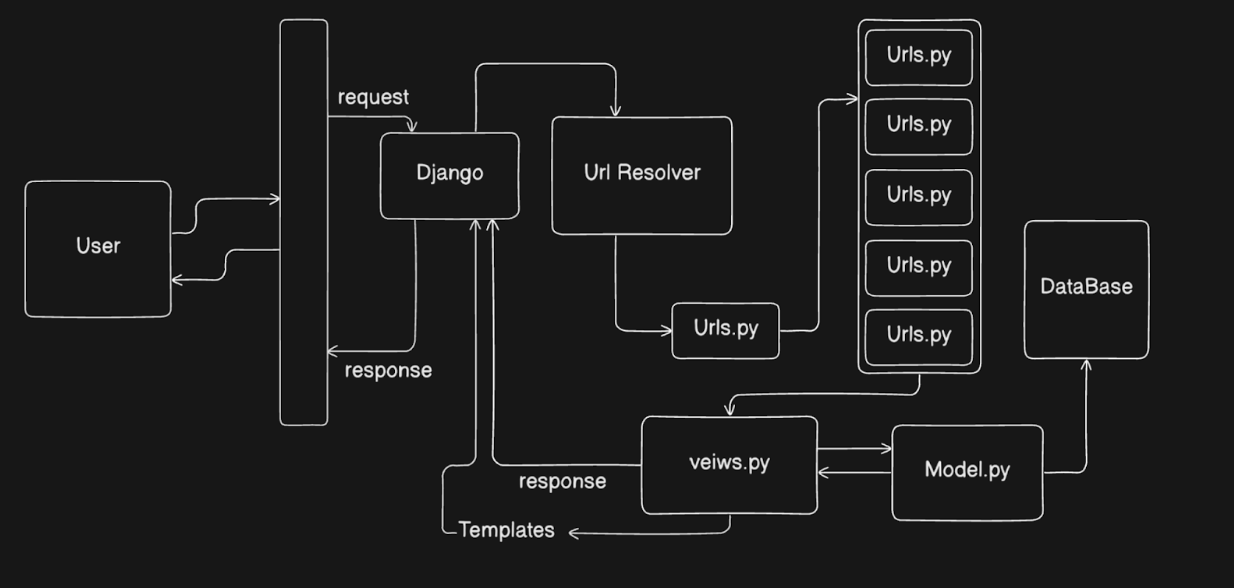 Urls.py
request
Urls.py
Django
Url Resolver
Urls.py
User
Urls.py
DataBase
Urls.py
Urls.py
response
veiws.py
Model.py
response
Templates